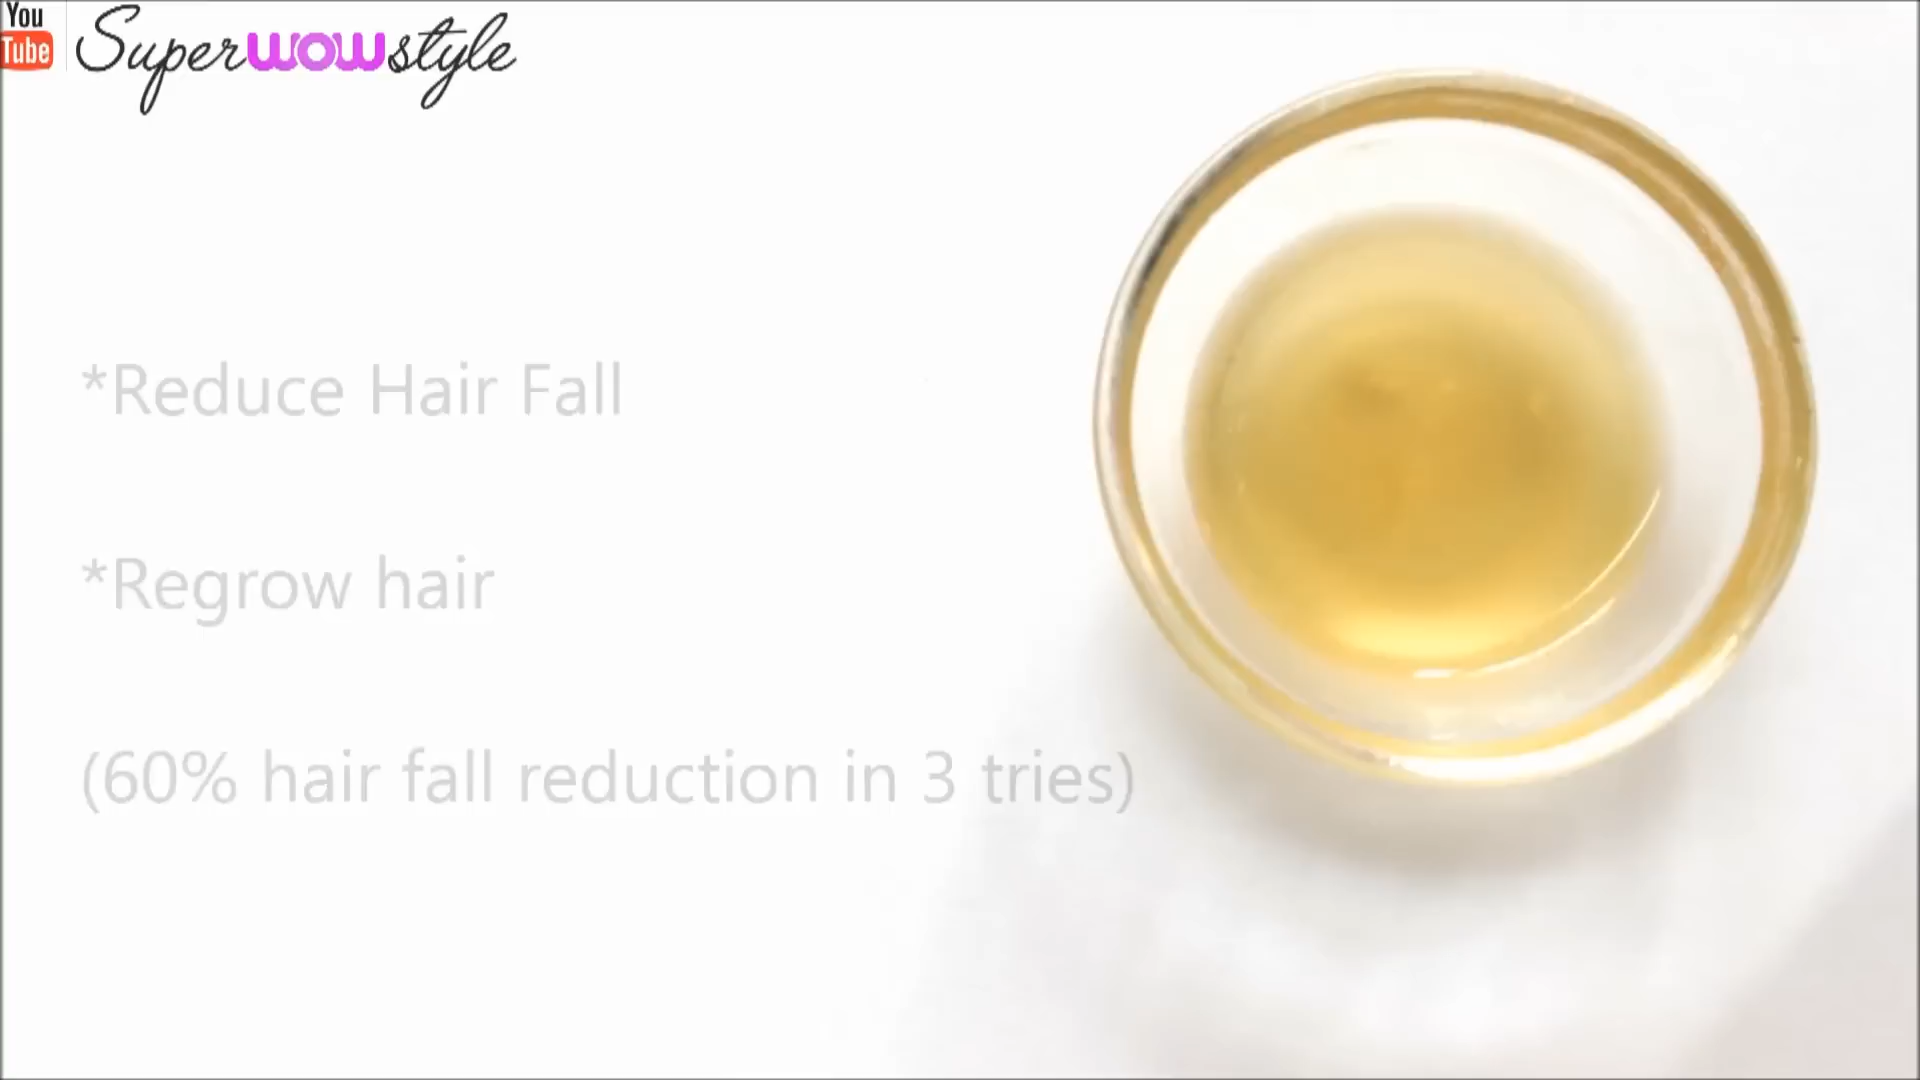 You
Tube
Superwowstyle
*Reduce Hair Fall
*Regrow hair
(60% hair fall reduction in 3 tries)